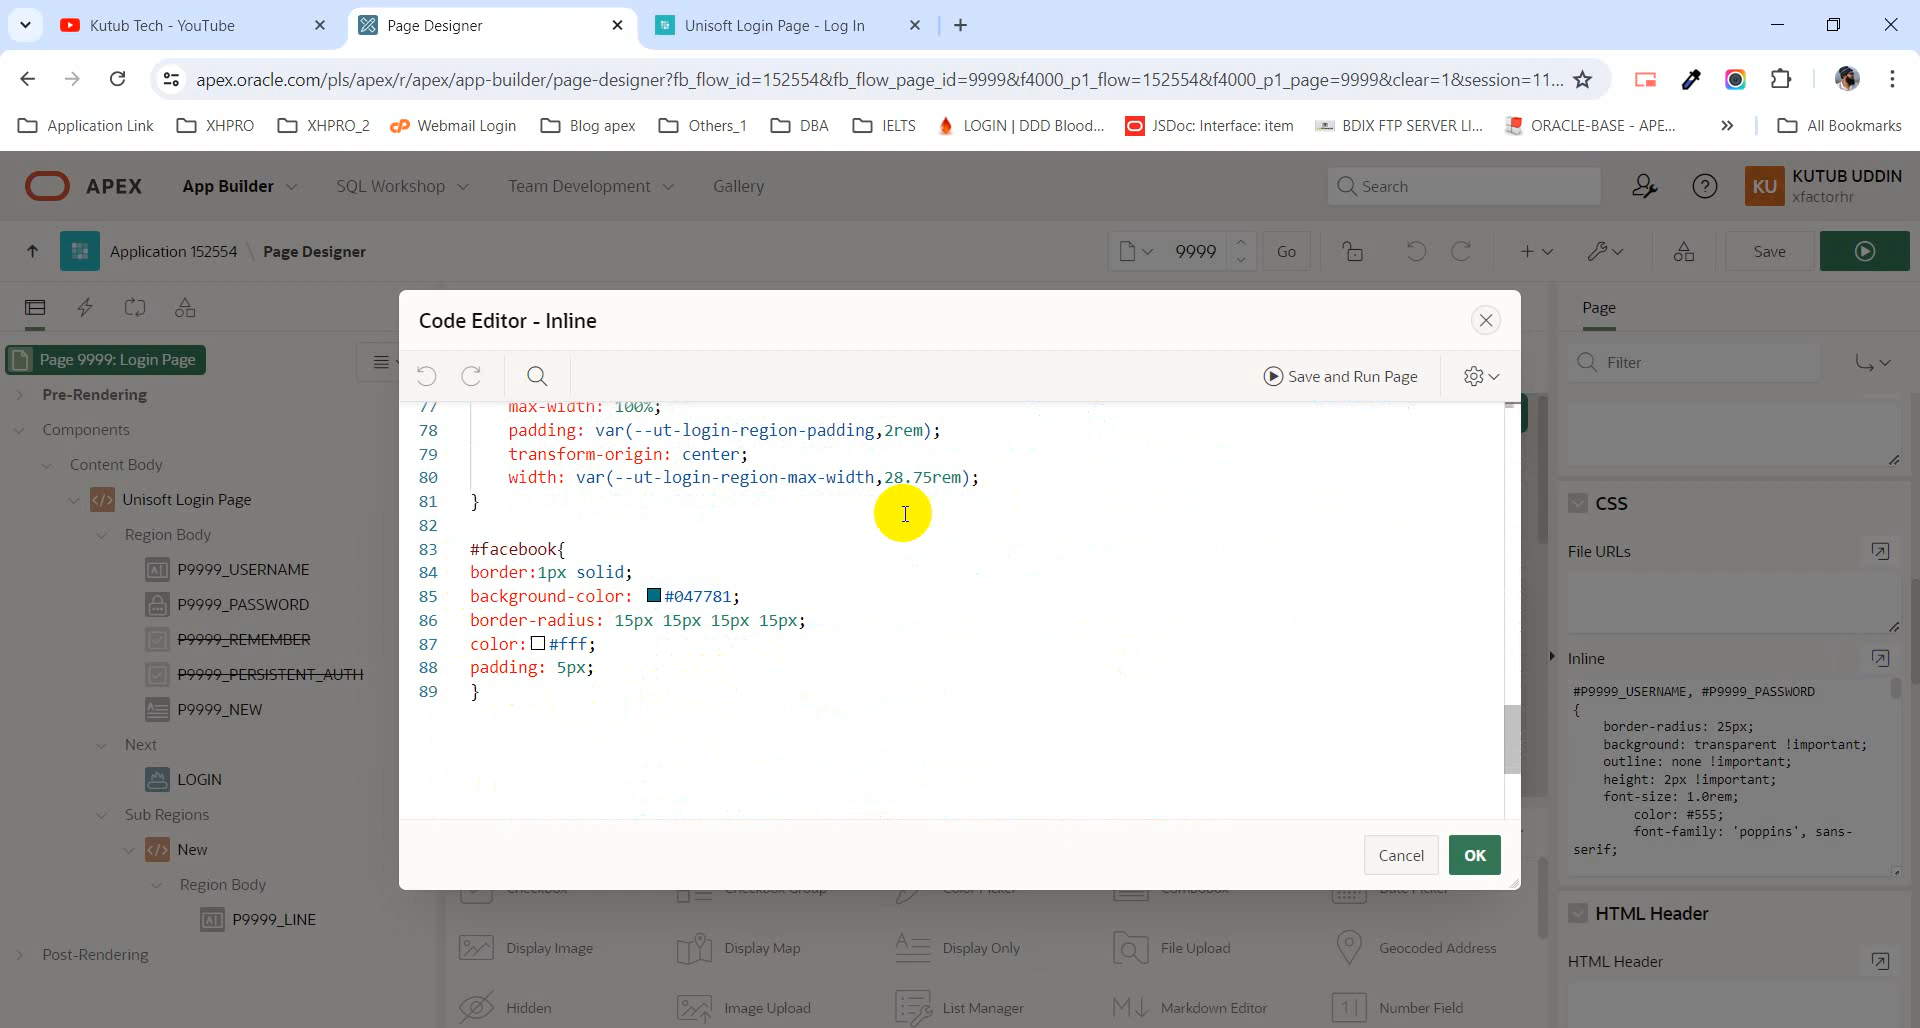 Kutub Tech - YouTube
Page Designer
Unisoft Login Page - Log In
apex.oracle.com/pls/apex/r/apex/app-builder/page-designer?fb_flow_id=152554&fb_flow_page_id=9999&f4000_p1_flow=152554&f4000_p1_page=9999&clear=1&session=11...
Application Link
XHPRO
XHPRO_2
Webmail Login
Blog apex
Others_1
DBA
IELTS
LOGIN | DDD Blood...
JSDoc: Interface: item
BDIX FTP SERVER LI...
ORACLE-BASE - APE...
All Bookmarks
APEX
App Builder
SQL Workshop
Team Development
Gallery
Search
KU
KUTUB UDDIN
xfactorhr
Application 152554 \ Page Designer
9999
Go
Save
Page 9999: Login Page
Pre-Rendering
Components
Content Body
Unisoft Login Page
Region Body
P9999_USERNAME
P9999_PASSWORD
P9999_REMEMBER
P9999_PERSISTENT_AUTH
P9999_NEW
Next
LOGIN
Sub Regions
New
Region Body
P9999_LINE
Post-Rendering
Code Editor - Inline
Save and Run Page
77 max-width: 100%;
78 padding: var(--ut-login-region-padding,2rem);
79 transform-origin: center;
80 width: var(--ut-login-region-max-width,28.75rem);
81 }
82
83 #facebook{
84 border:1px solid;
85 background-color: #047781;
86 border-radius: 15px 15px 15px 15px;
87 color: #fff;
88 padding: 5px;
89 }
Cancel
OK
Checkbox
Checkbox Group
Color Picker
Combobox
Date Picker
Display Image
Display Map
Display Only
File Upload
Geocoded Address
Hidden
Image Upload
List Manager
Markdown Editor
Number Field
Page
Filter
CSS
File URLs
Inline
#P9999_USERNAME, #P9999_PASSWORD
{
border-radius: 25px;
background: transparent !important;
outline: none !important;
height: 2px !important;
font-size: 1.0rem;
color: #555;
font-family: 'poppins', sans-
serif;
HTML Header
HTML Header